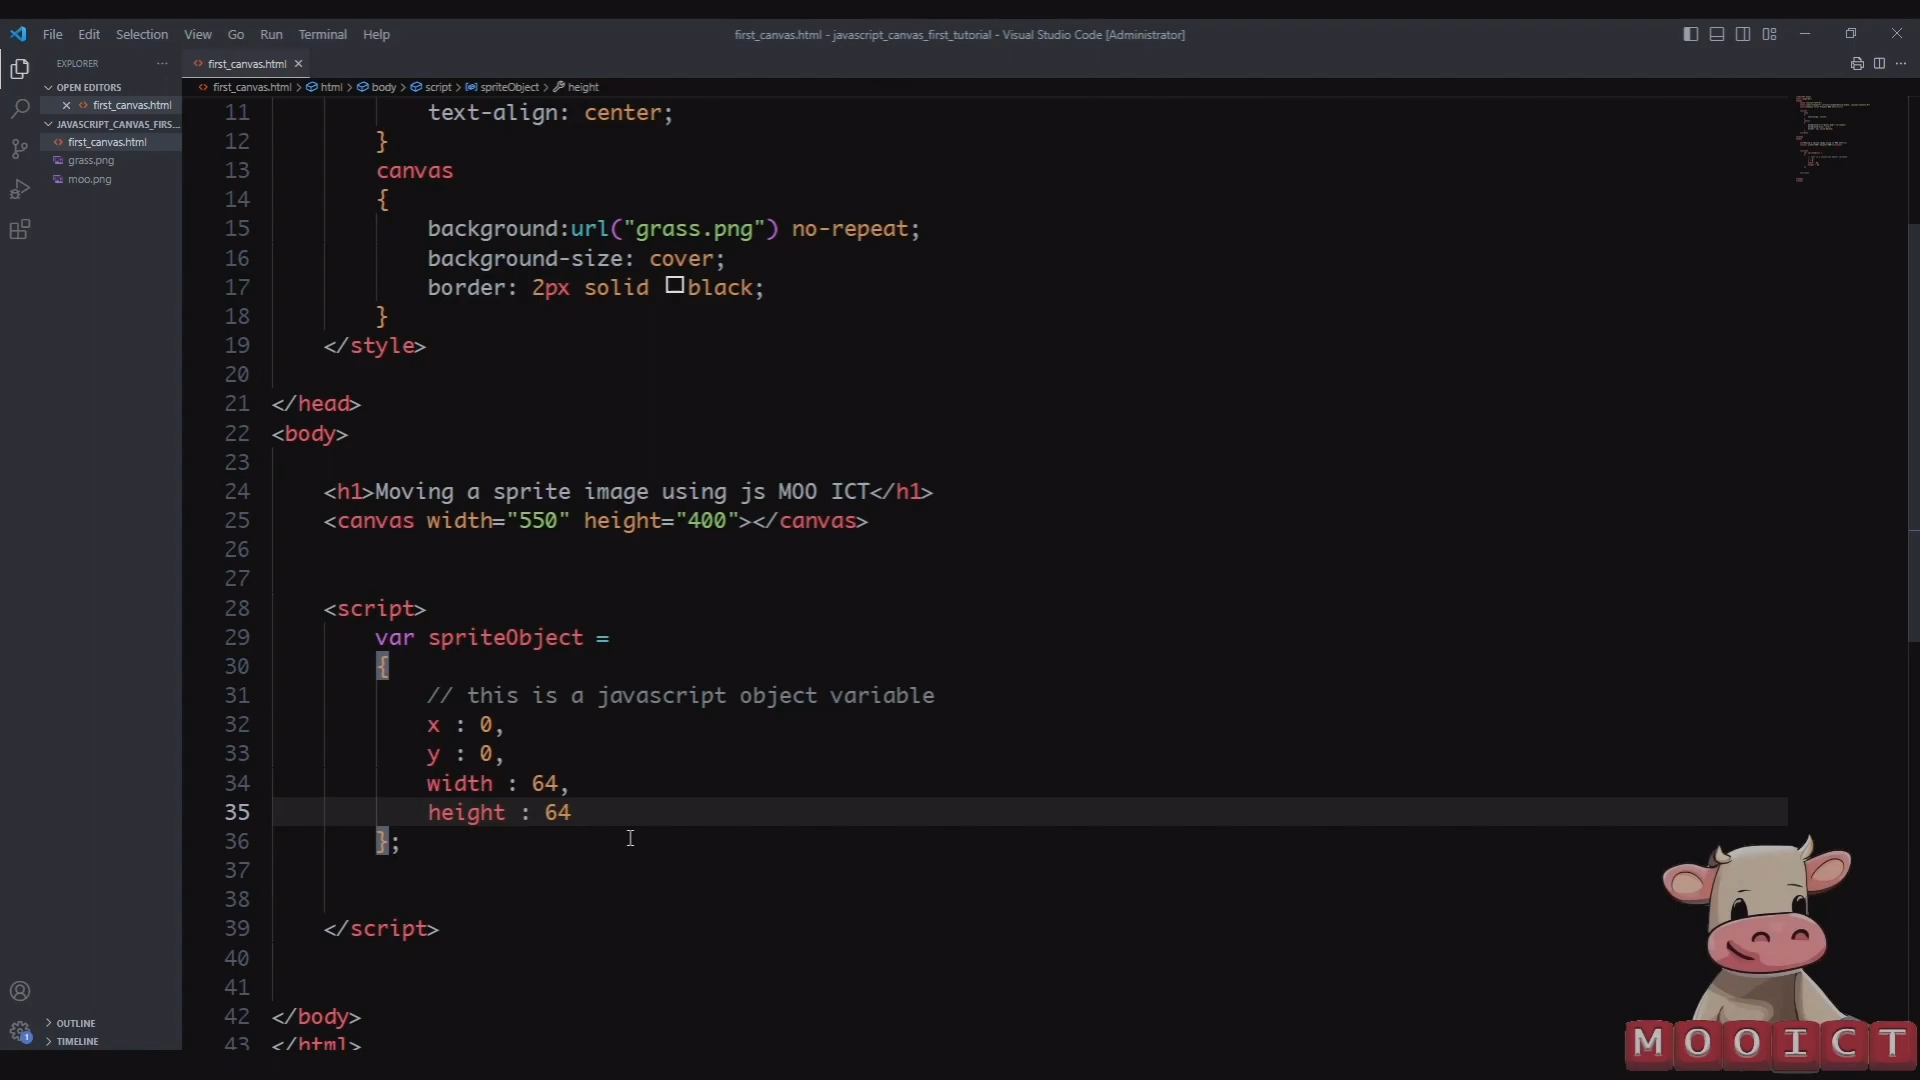 File Edit Selection View Go Run Terminal Help
first_canvas.html - javascript_canvas_first_tutorial - Visual Studio Code [Administrator]
EXPLORER
first_canvas.html
OPEN EDITORS
first_canvas.html
JAVASCRIPT_CANVAS_FIRS...
first_canvas.html
grass.png
moo.png
first_canvas.html > html > body > script > spriteObject > height
11 text-align: center;
12 }
13 canvas
14 {
15 background:url("grass.png") no-repeat;
16 background-size: cover;
17 border: 2px solid black;
18 }
19 </style>
20
21 </head>
22 <body>
23
24 <h1>Moving a sprite image using js MOO ICT</h1>
25 <canvas width="550" height="400"></canvas>
26
27
28 <script>
29 var spriteObject =
30 {
31 // this is a javascript object variable
32 x : 0,
33 y : 0,
34 width : 64,
35 height : 64
36 };
37
38
39 </script>
40
41
42 </body>
43 </html>
OUTLINE
TIMELINE
1
MOOICT